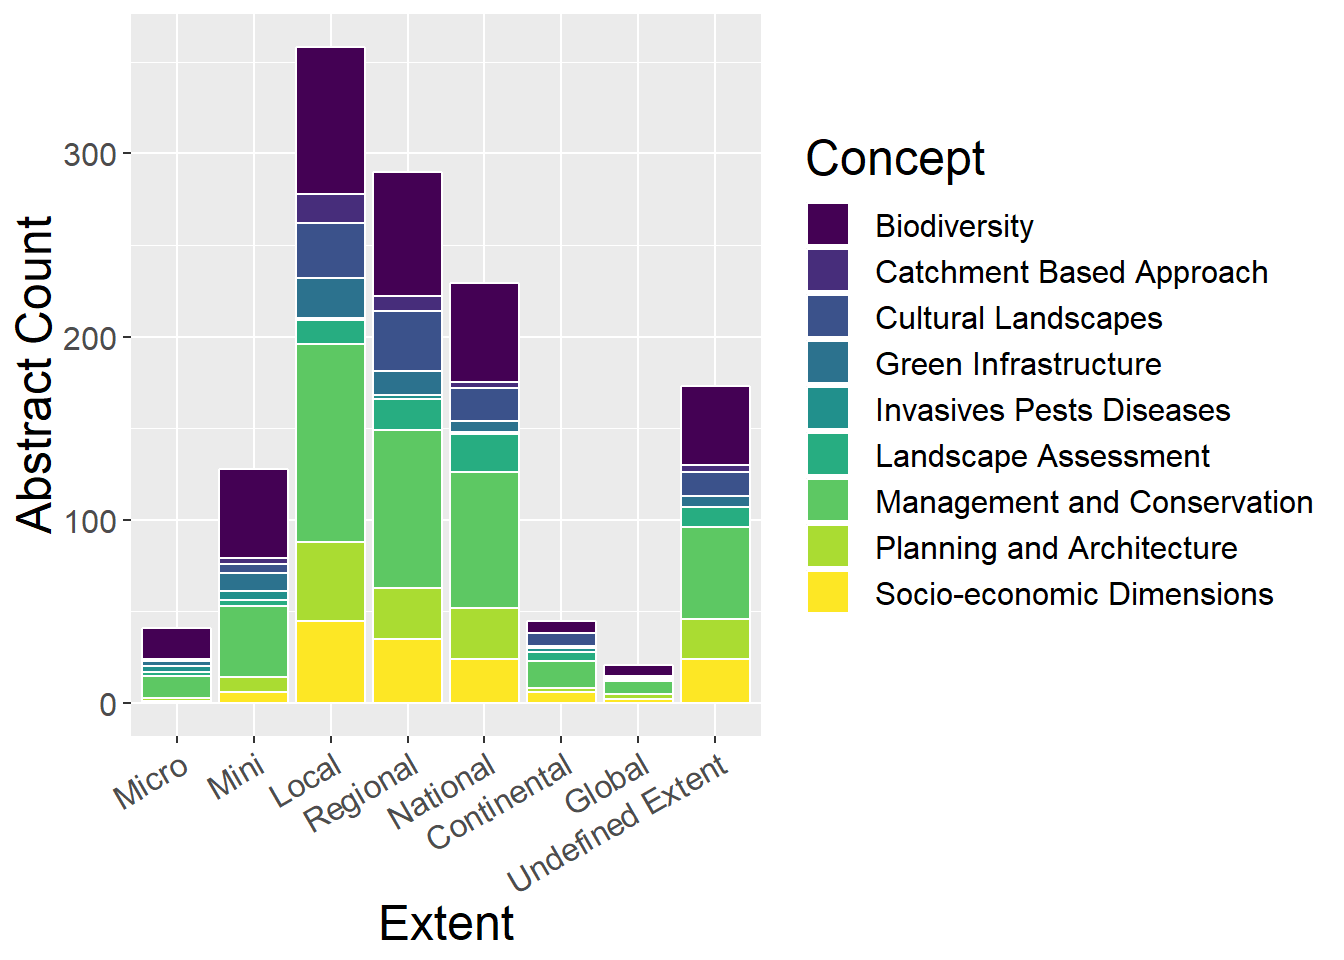 Abstract Count
300
200
100
0
Micro
Mini
Local
Regional
National
Continental
Global
Undefined Extent
Extent
Concept
Biodiversity
Catchment Based Approach
Cultural Landscapes
Green Infrastructure
Invasives Pests Diseases
Landscape Assessment
Management and Conservation
Planning and Architecture
Socio-economic Dimensions